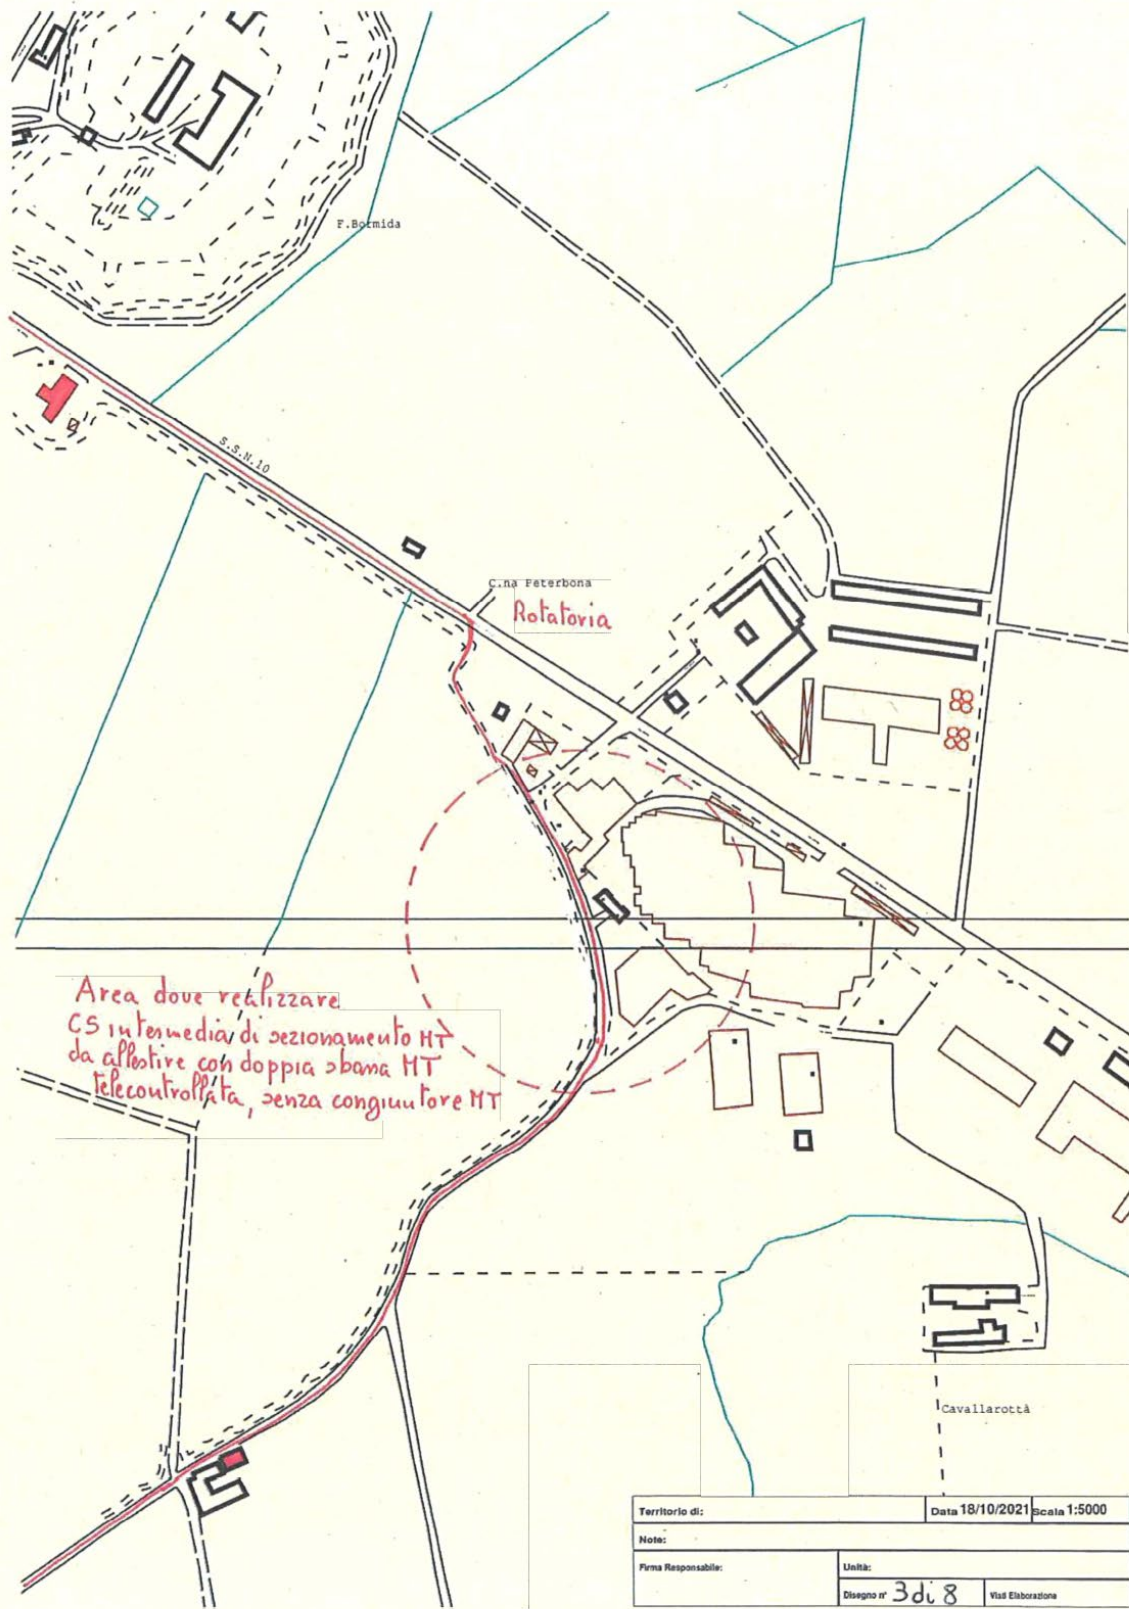 F.Bormida
S.S.N.10
C.na Peterbona
Rotatoria
Area dove realizzare
CS intermedia di sezionamento MT
da allestire con doppia sbarra MT
telecontrollata, senza congiuntore MT
Cavallarottà
Territorio di:
Data 18/10/2021
Scala 1:5000
Note:
Firma Responsabile:
Unità:
Disegno n° 3 di 8
Visti Elaborazione